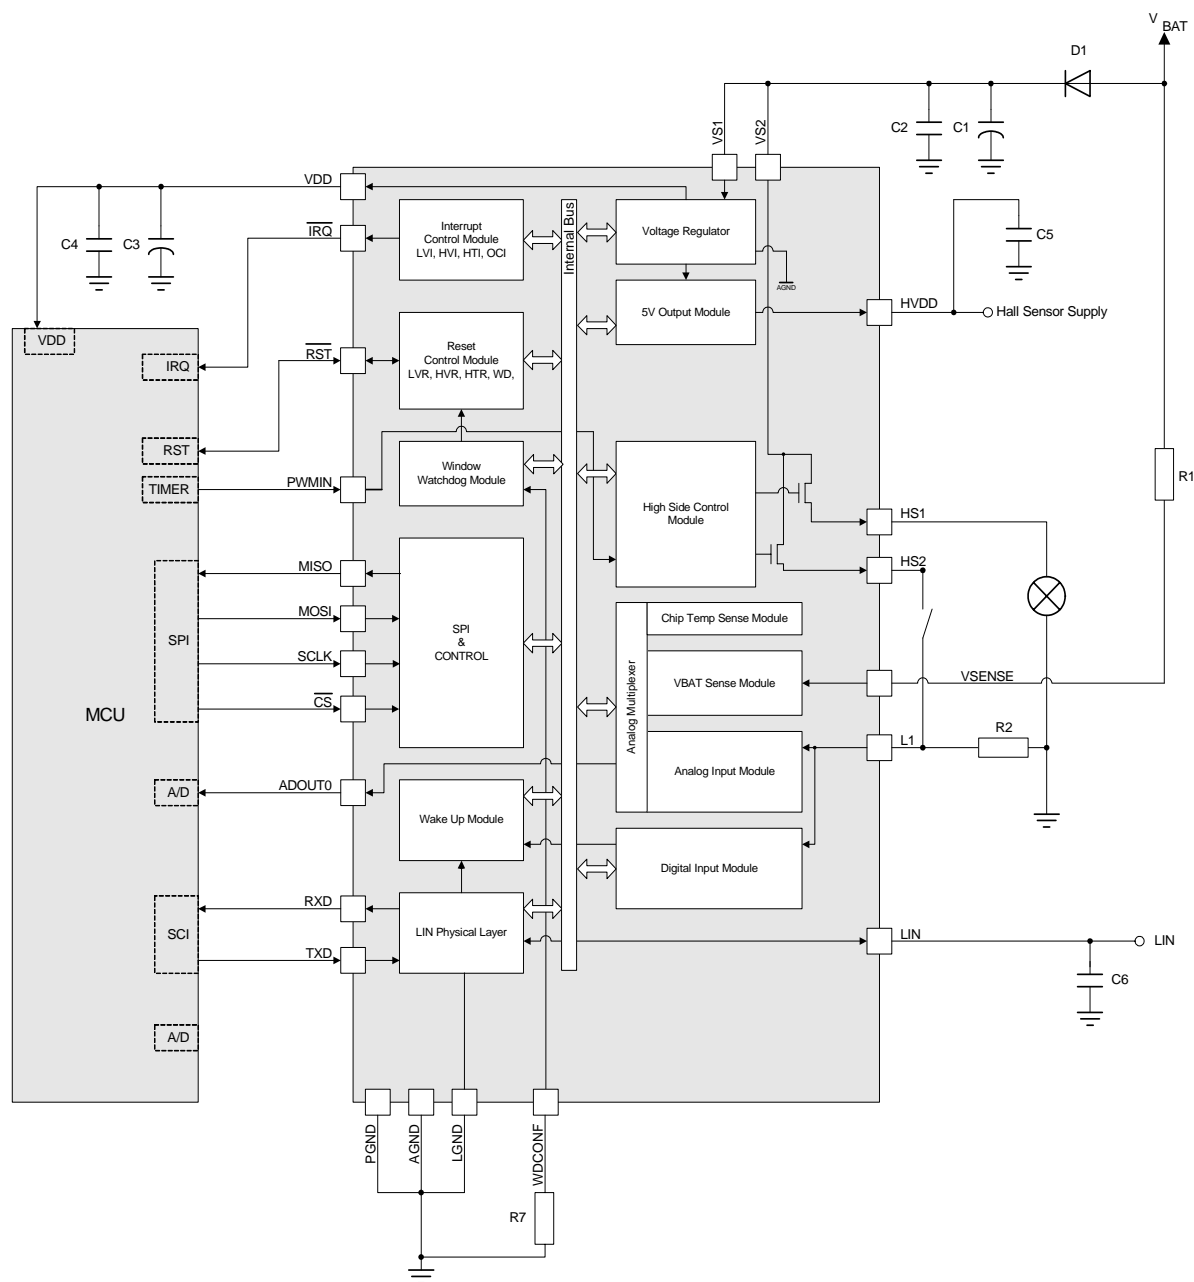 V
BAT
D1
C2
C1
VS1
VS2
VDD
C4
C3
IRQ
Interrupt
Control Module
LVI, HVI, HTI, OCI
Internal Bus
Voltage Regulator
AGND
C5
5V Output Module
HVDD
Hall Sensor Supply
VDD
IRQ
RST
Reset
Control Module
LVR, HVR, HTR, WD,
RST
TIMER
PWMIN
Window
Watchdog Module
High Side Control
Module
R1
HS1
HS2
MISO
MOSI
SCLK
CS
SPI
SPI
&
CONTROL
MCU
Analog Multiplexer
Chip Temp Sense Module
VBAT Sense Module
VSENSE
Analog Input Module
L1
R2
A/D
ADOUT0
Wake Up Module
Digital Input Module
SCI
RXD
TXD
LIN Physical Layer
LIN
LIN
C6
A/D
PGND
AGND
LGND
WDCONF
R7